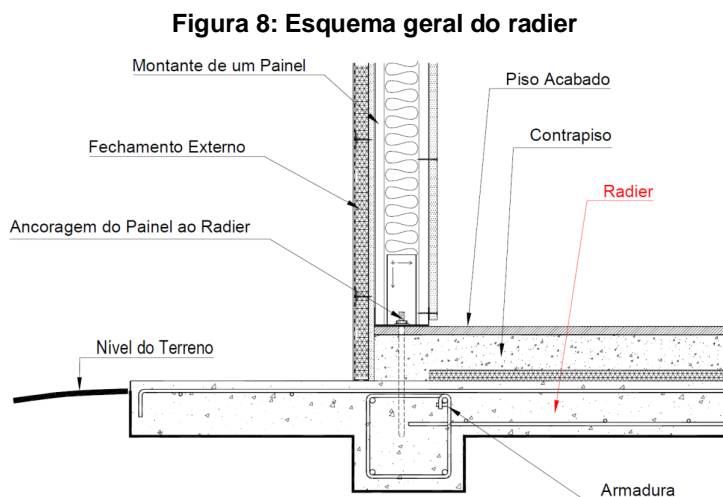 Figura 8: Esquema geral do radier
Montante de um Painel
Piso Acabado
Contrapiso
Fechamento Externo
Radier
Ancoragem do Painel ao Radier
Nível do Terreno
Armadura